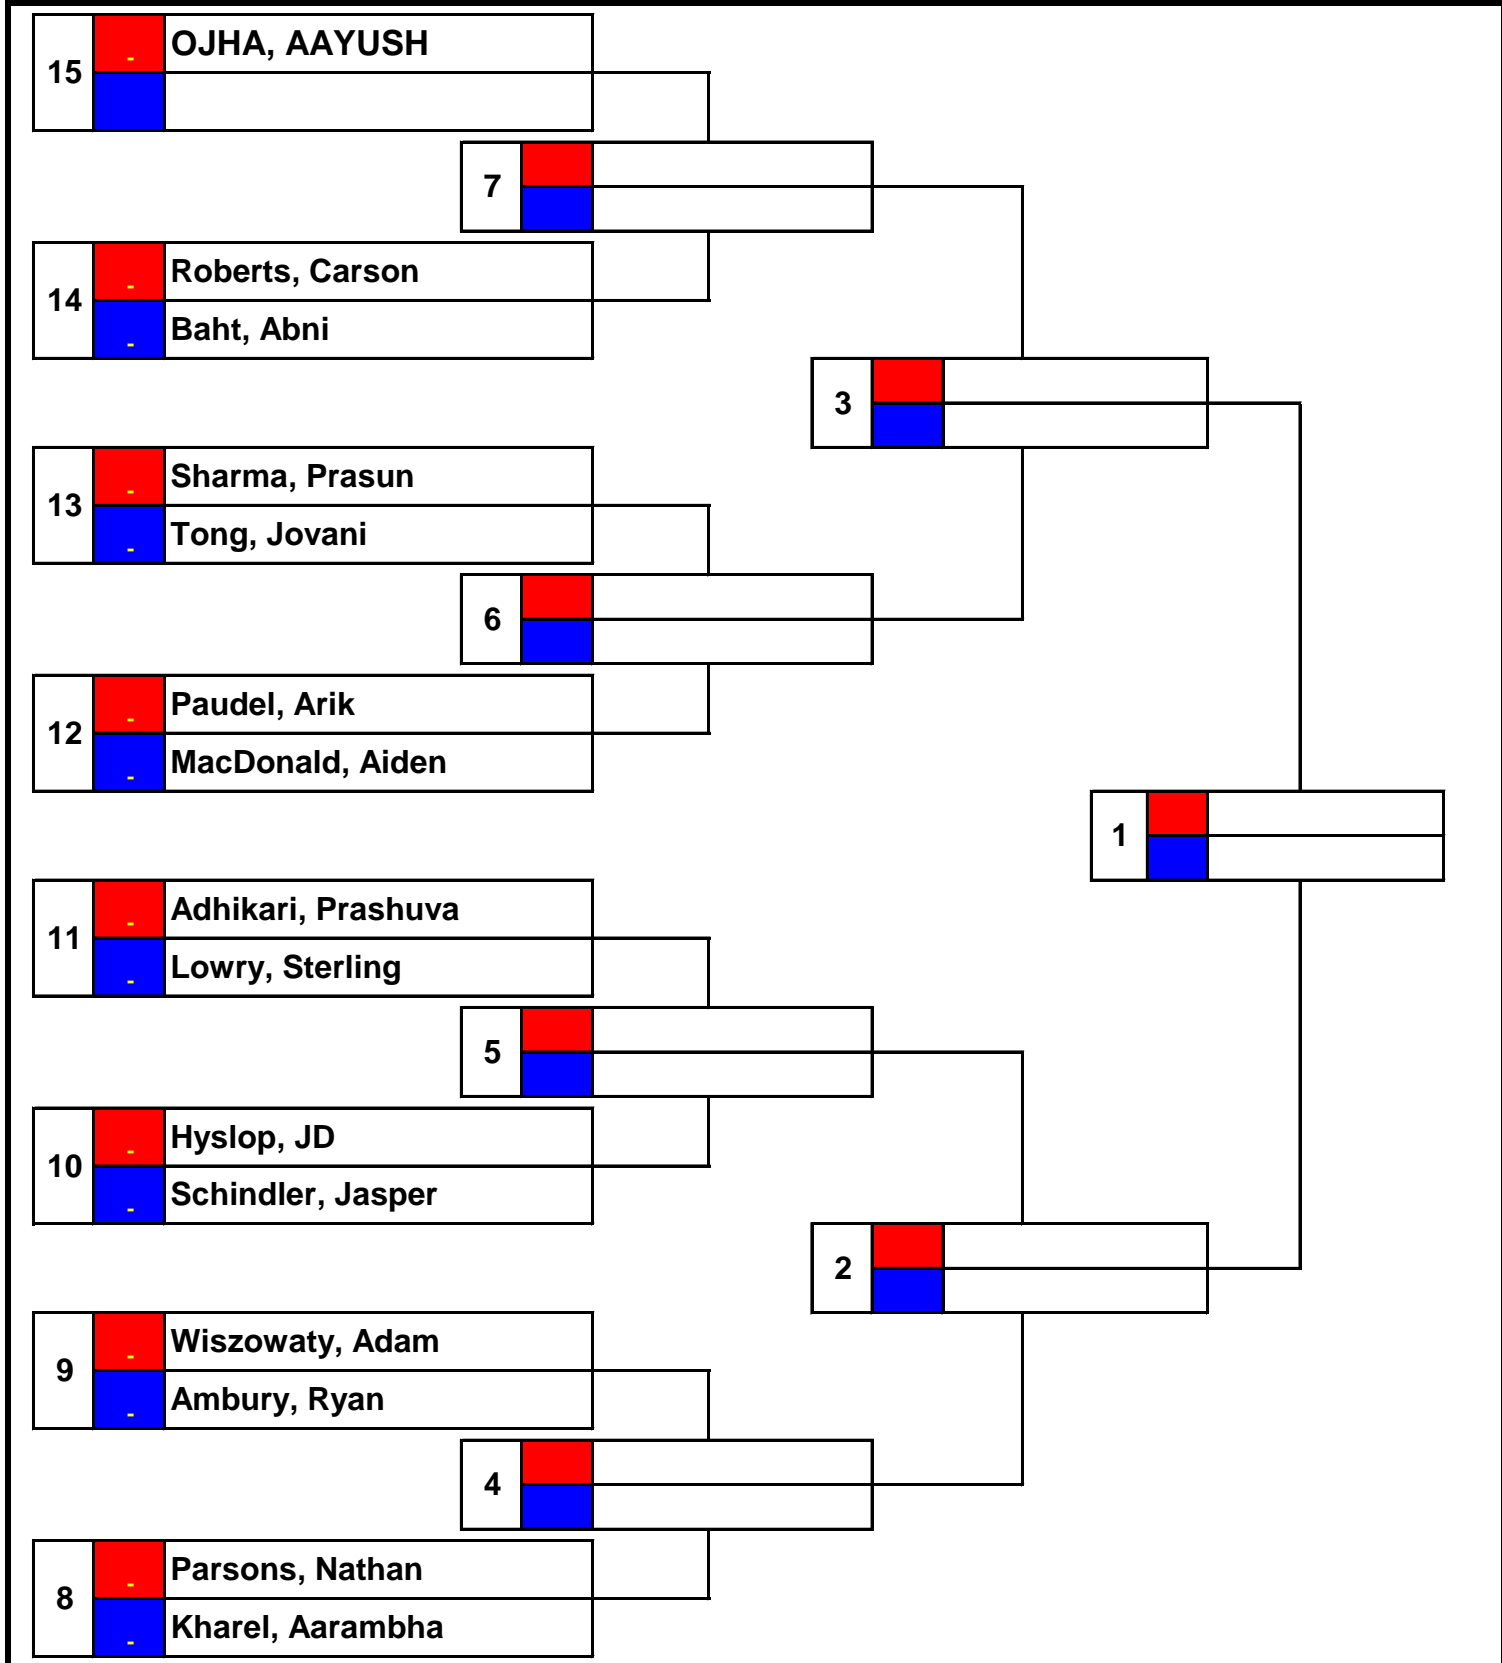 15
-
OJHA, AAYUSH
7
14
-
Roberts, Carson
-
Baht, Abni
3
13
-
Sharma, Prasun
-
Tong, Jovani
6
12
-
Paudel, Arik
-
MacDonald, Aiden
1
11
-
Adhikari, Prashuva
-
Lowry, Sterling
5
10
-
Hyslop, JD
-
Schindler, Jasper
2
9
-
Wiszowaty, Adam
-
Ambury, Ryan
4
8
-
Parsons, Nathan
-
Kharel, Aarambha